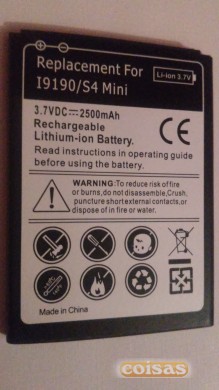 Replacement For
I9190/S4 Mini
Li-ion 3.7V
3.7VDC⎓2500mAh
Rechargeable
Lithium-ion Battery.
CE
Read instructions in operating guide
before using the battery.
WARNING: To reduce risk of fire
or burns, do not disassemble,Crush,
puncture short external contacts,or
dispose of in fire or water.
Made in China
coisas